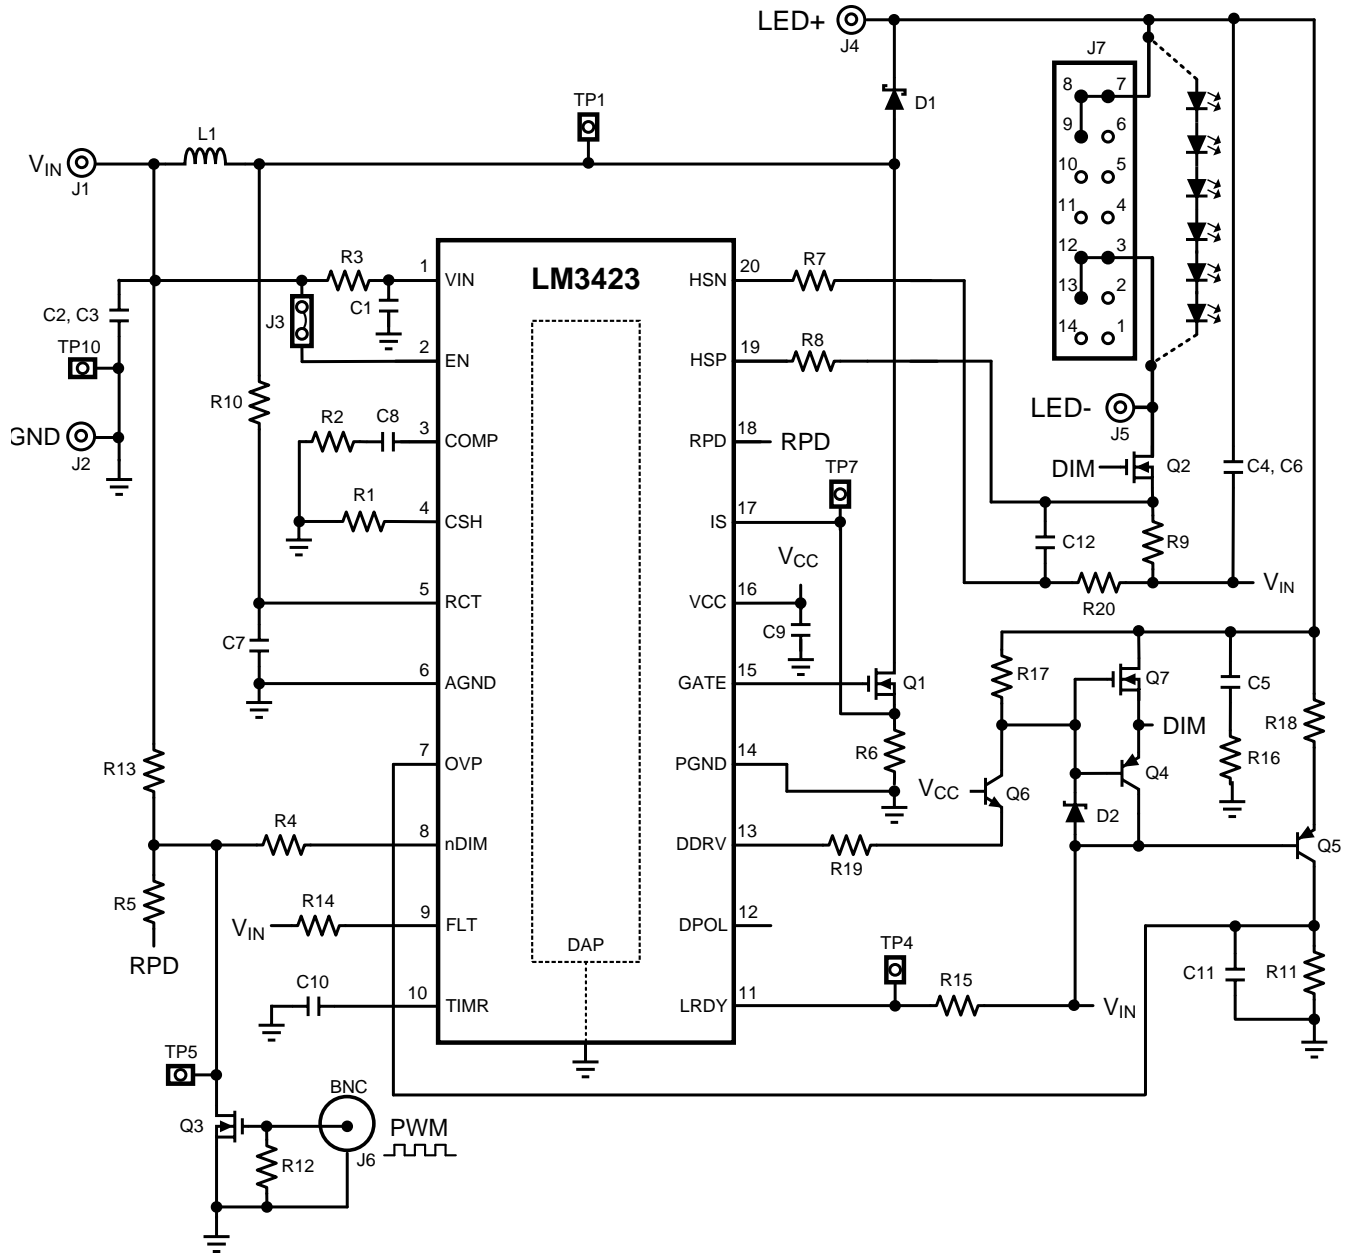 LED+
J4
J7
TP1
D1
8
7
L1
9
6
VIN
J1
10
5
11
4
R3
1
VIN
LM3423
HSN
20
R7
12
3
C2, C3
J3
C1
13
2
TP10
2
EN
HSP
19
R8
14
1
R10
R2
C8
LED-
J5
GND
J2
3
COMP
RPD
18
RPD
TP7
DIM
Q2
C4, C6
R1
4
CSH
IS
17
C12
R9
VCC
5
RCT
VCC
16
R20
VIN
C7
C9
6
AGND
GATE
15
Q1
R17
Q7
C5
DIM
R18
R13
7
OVP
PGND
14
R6
R16
VCC
Q6
Q4
R4
8
nDIM
DDRV
13
D2
Q5
R19
R5
R14
VIN
9
FLT
DPOL
12
RPD
DAP
TP4
C11
R11
C10
10
TIMR
LRDY
11
R15
VIN
TP5
BNC
Q3
PWM
R12
J6